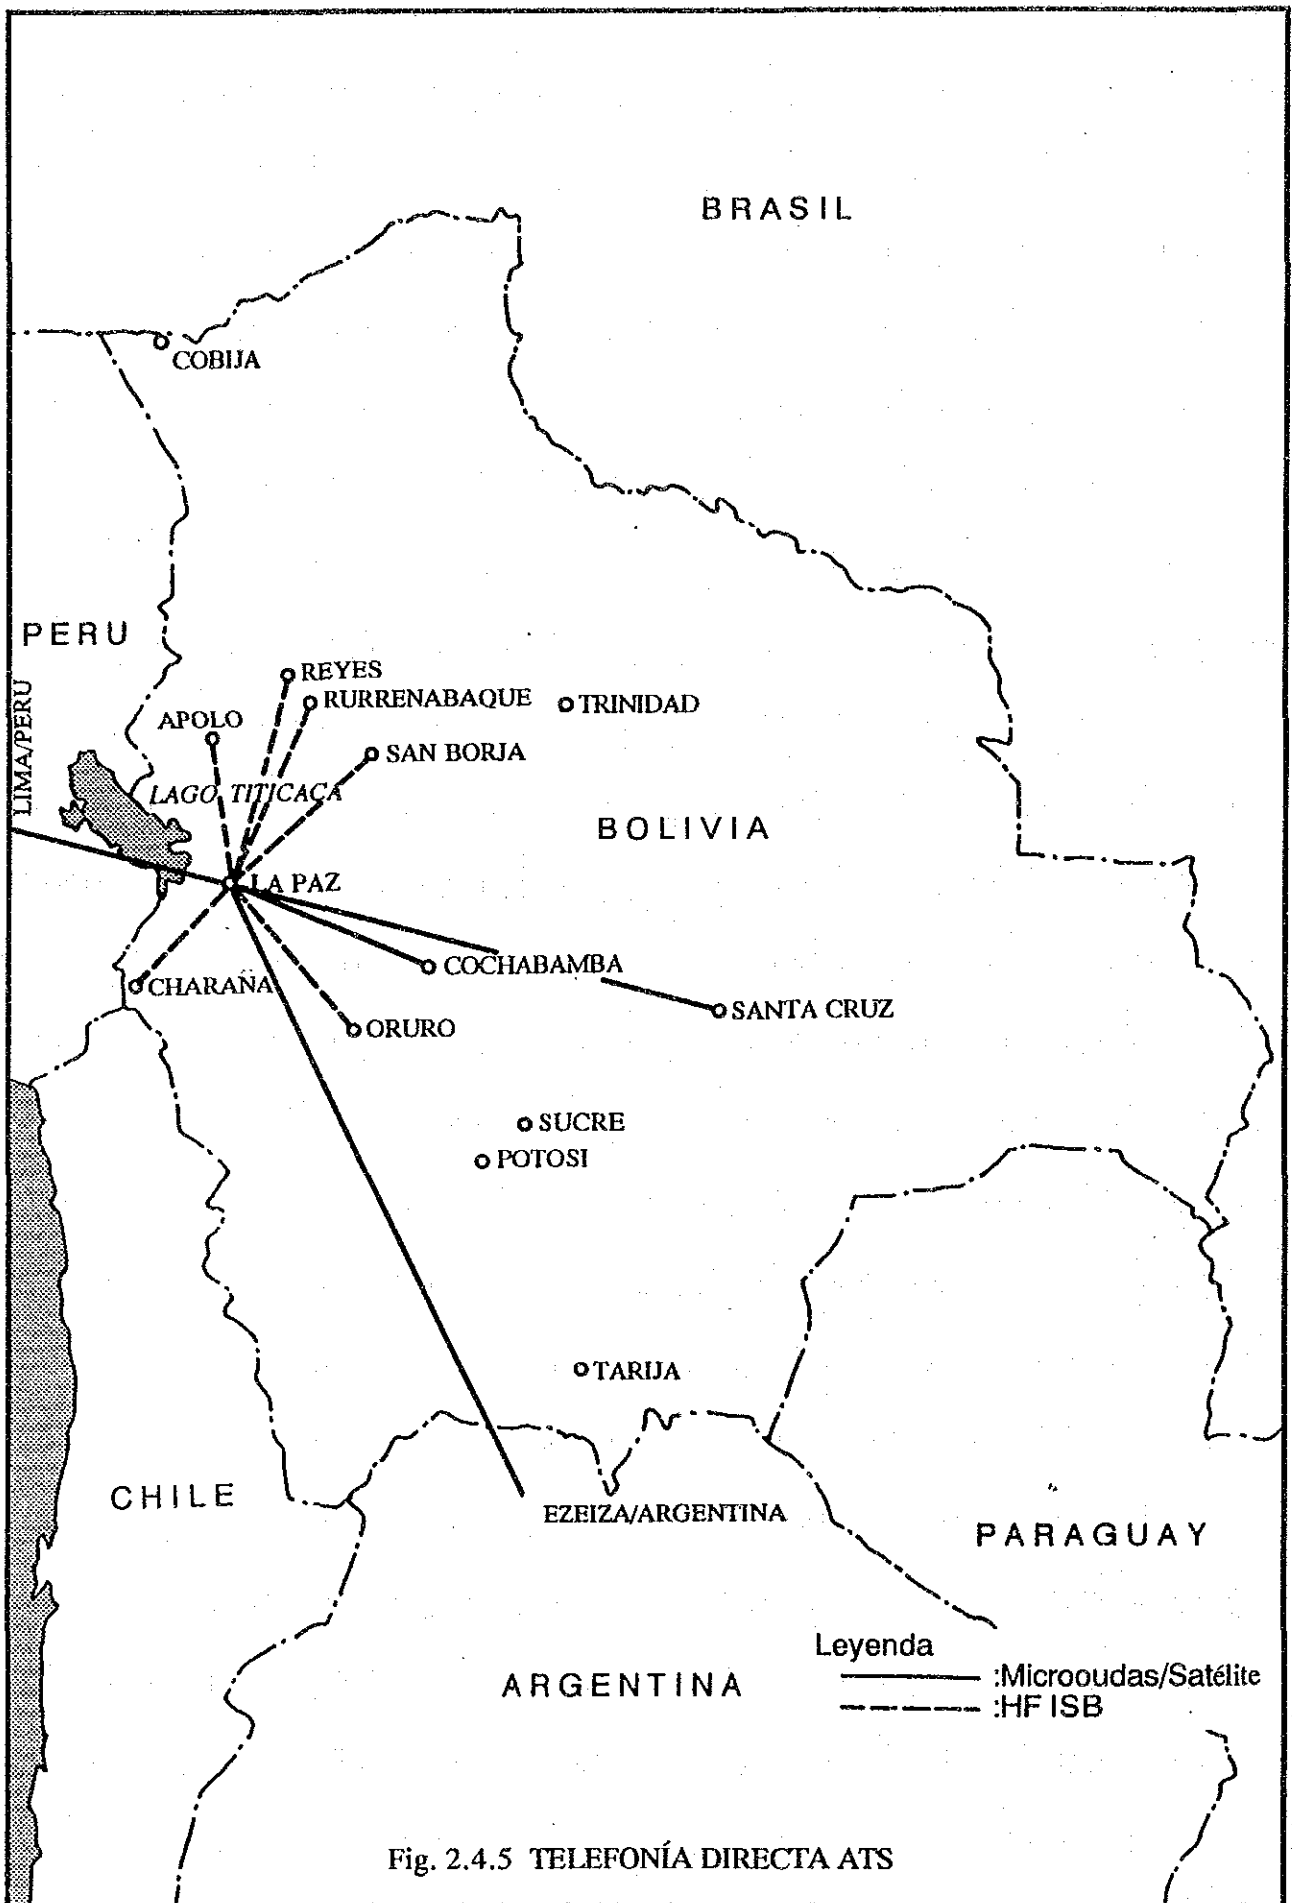 BRASIL
COBIJA
PERU
LIMA/PERU
REYES
RURRENABAQUE
TRINIDAD
APOLO
SAN BORJA
LAGO TITICACA
BOLIVIA
LA PAZ
COCHABAMBA
CHARAÑA
SANTA CRUZ
ORURO
SUCRE
POTOSI
TARIJA
CHILE
EZEIZA/ARGENTINA
PARAGUAY
Leyenda
:Microoudas/Satélite
:HF ISB
ARGENTINA
Fig. 2.4.5 TELEFONÍA DIRECTA ATS